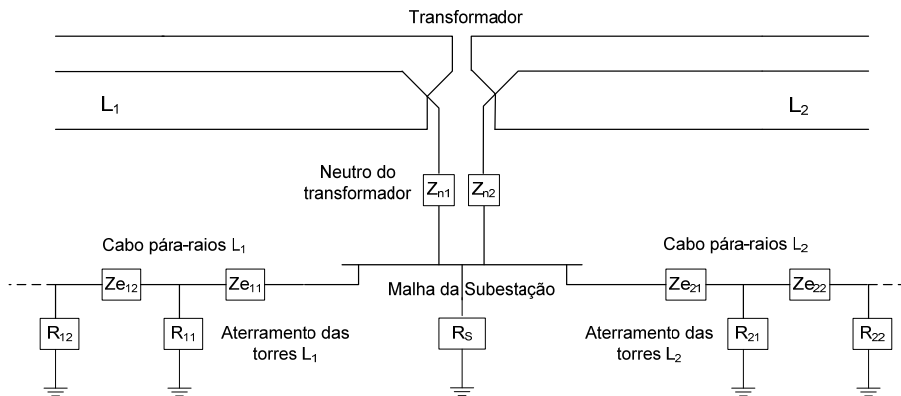 Transformador
L₁
L₂
Neutro do
transformador
Zn1
Zn2
Cabo pára-raios L₁
Cabo pára-raios L₂
Ze12
Ze11
Malha da Subestação
Ze21
Ze22
R12
R11
Aterramento das
torres L₁
RS
Aterramento das
torres L₂
R21
R22